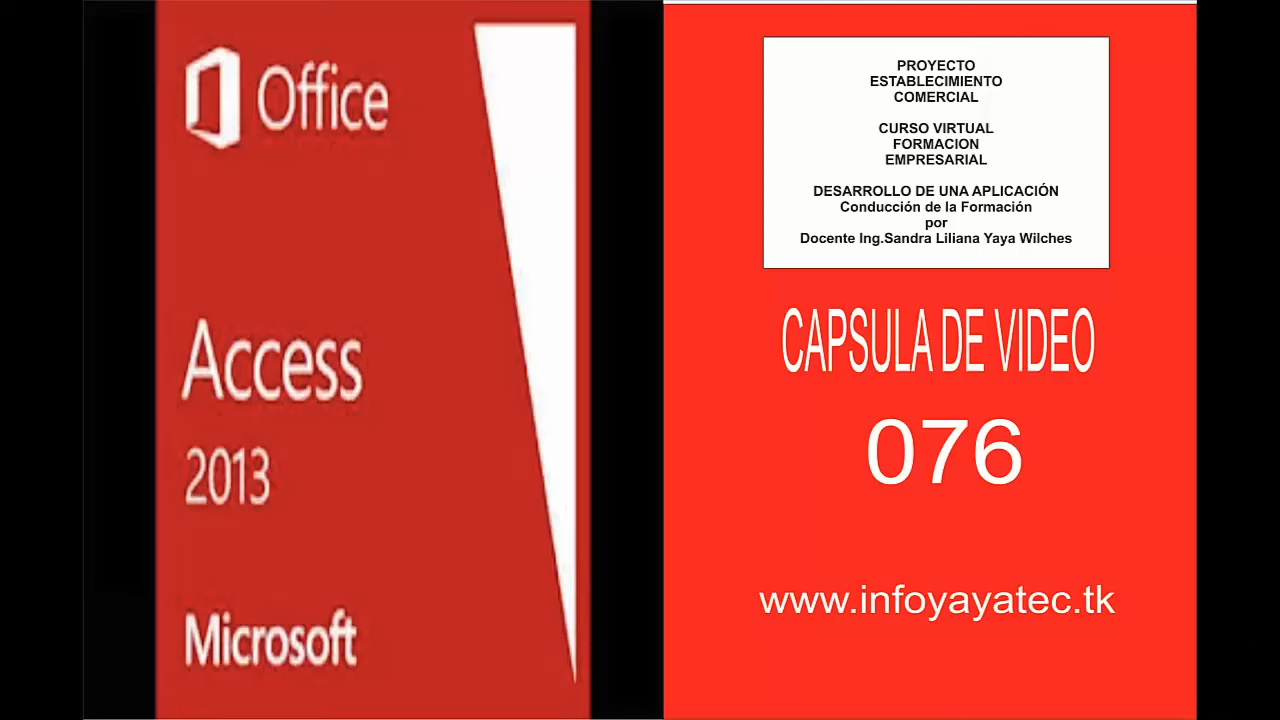 Office
Access
2013
Microsoft
PROYECTO
ESTABLECIMIENTO
COMERCIAL
CURSO VIRTUAL
FORMACION
EMPRESARIAL
DESARROLLO DE UNA APLICACIÓN
Conducción de la Formación
por
Docente Ing.Sandra Liliana Yaya Wilches
CAPSULA DE VIDEO
076
www.infoyayatec.tk